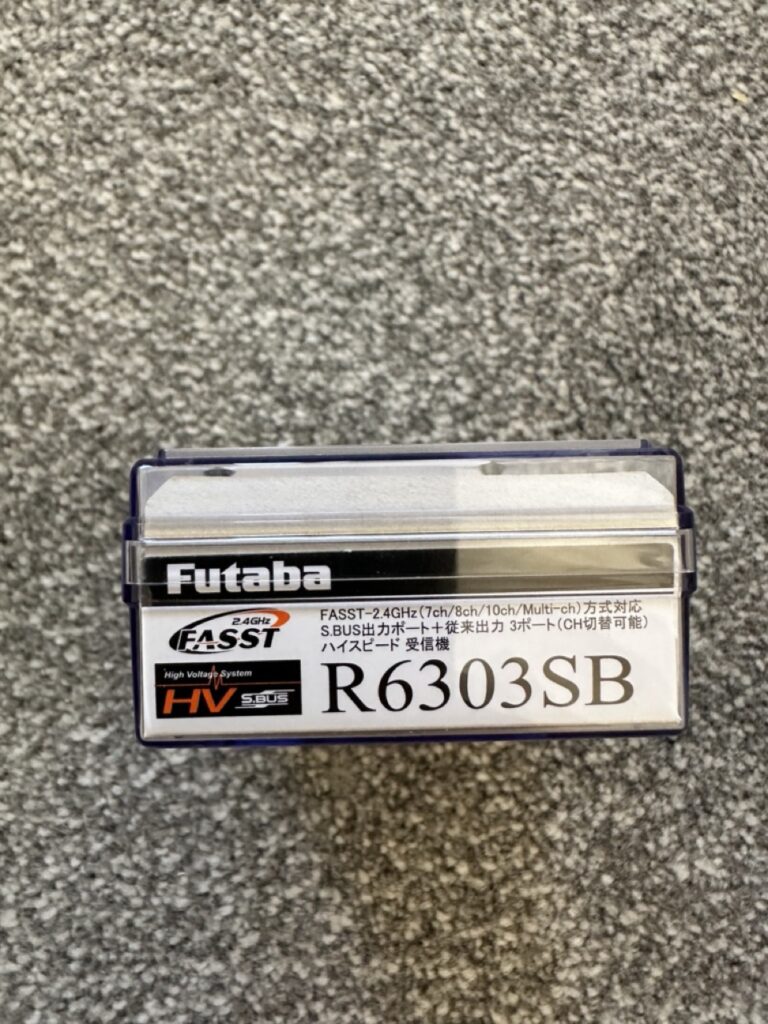 Futaba
2.4GHz
FASST
FASST-2.4GHz(7ch/8ch/10ch/Multi-ch)方式対応
S.BUS出力ポート+従来出力 3ポート(CH切替可能)
ハイスピード 受信機
High Voltage System
HV S.BUS
R6303SB